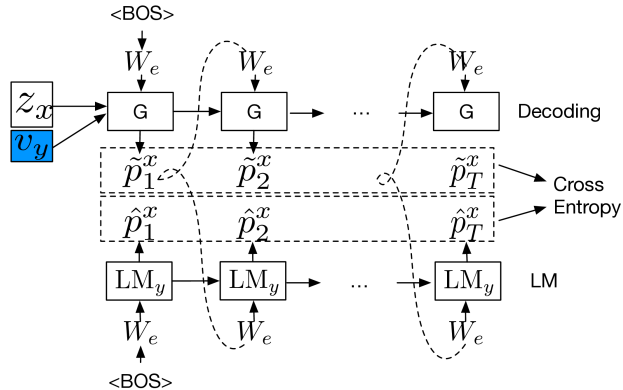 <BOS>
W_e W_e W_e
z_x G G ... G Decoding
v_y
p̃_1^x p̃_2^x p̃_T^x
Cross
Entropy
p̂_1^x p̂_2^x p̂_T^x
LM_y LM_y ... LM_y LM
W_e W_e W_e
<BOS>